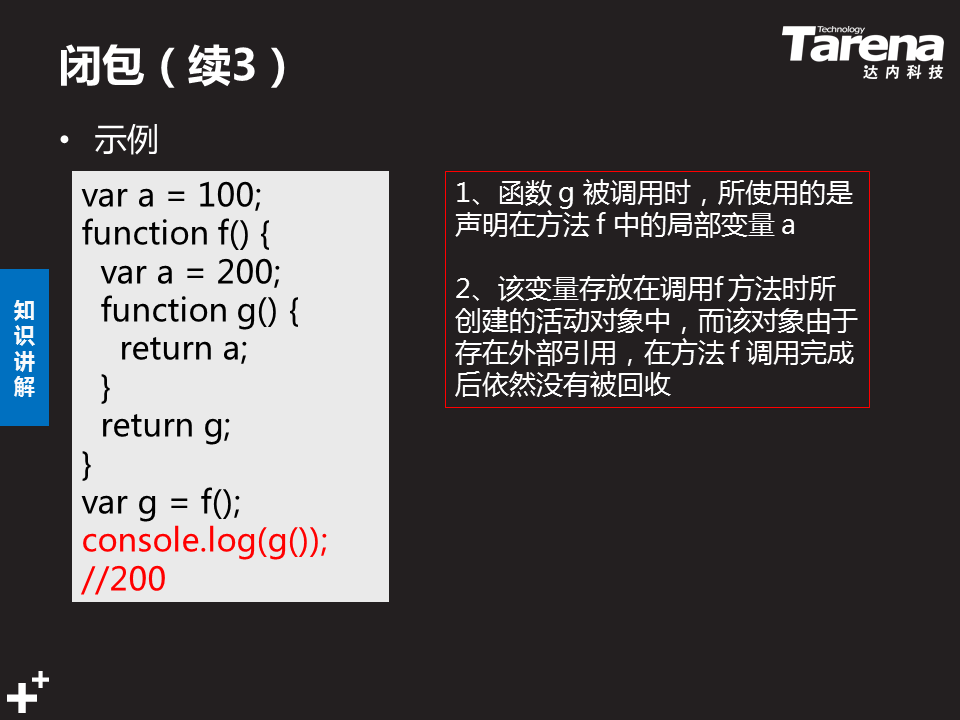 闭包（续3）
Technology
Tarena
达内科技
• 示例
var a = 100;
function f() {
  var a = 200;
  function g() {
    return a;
  }
  return g;
}
var g = f();
console.log(g());
//200
1、函数 g 被调用时，所使用的是
声明在方法 f 中的局部变量 a
2、该变量存放在调用f 方法时所
创建的活动对象中，而该对象由于
存在外部引用，在方法 f 调用完成
后依然没有被回收
知
识
讲
解